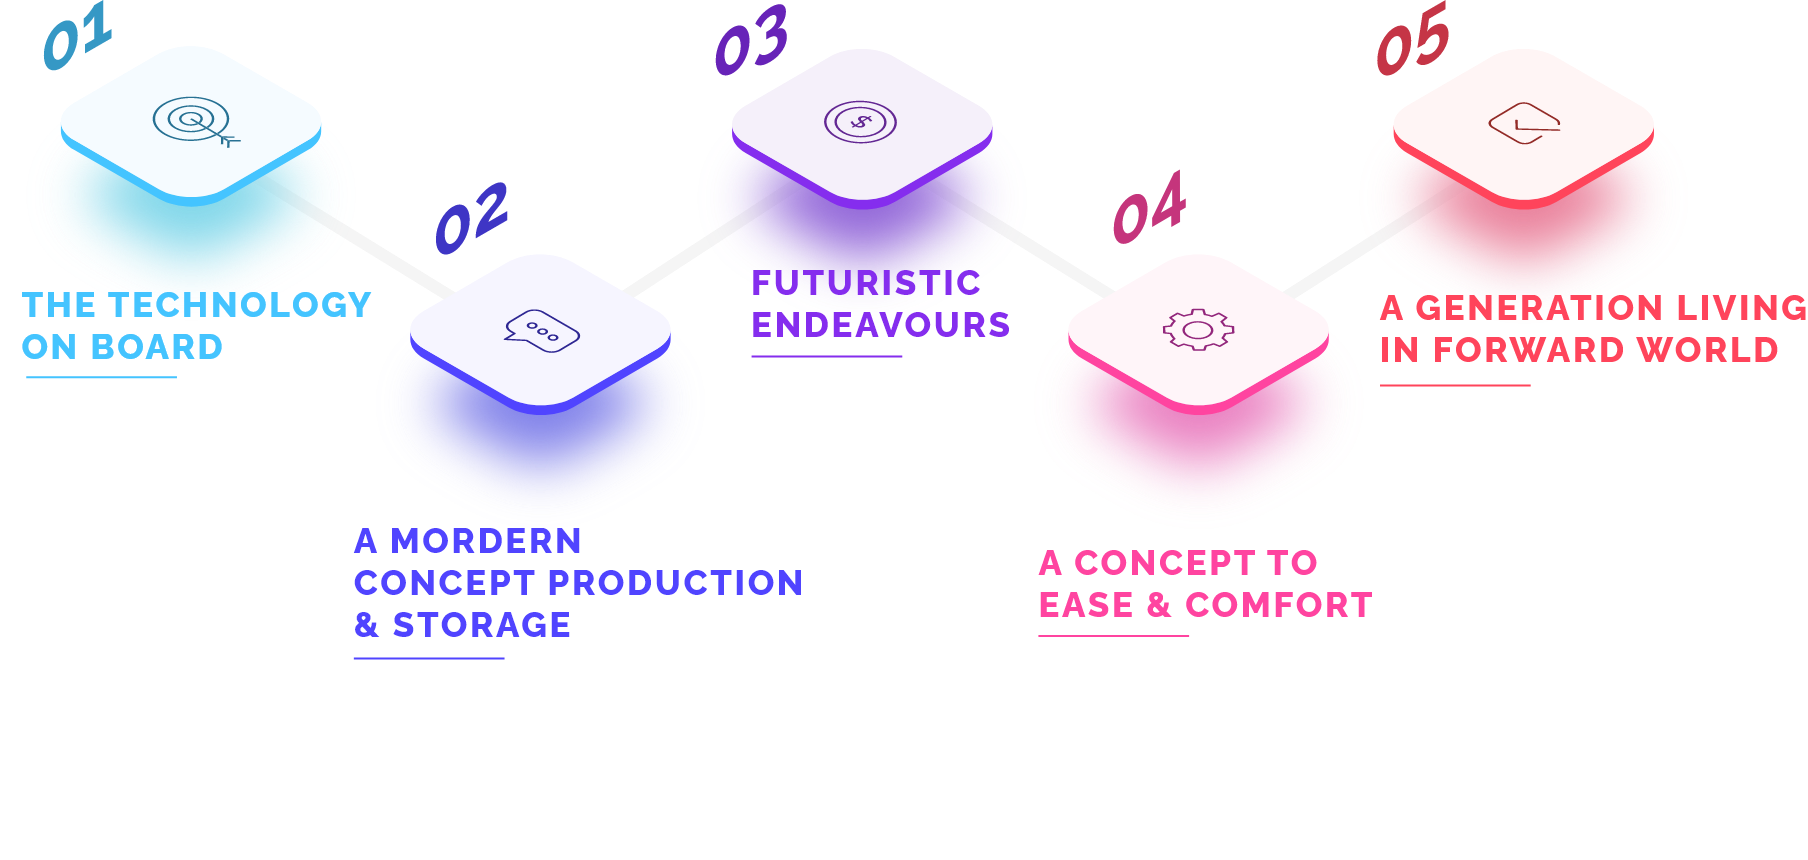 01
THE TECHNOLOGY
ON BOARD
02
A MORDERN
CONCEPT PRODUCTION
& STORAGE
03
$
FUTURISTIC
ENDEAVOURS
04
A CONCEPT TO
EASE & COMFORT
05
A GENERATION LIVING
IN FORWARD WORLD